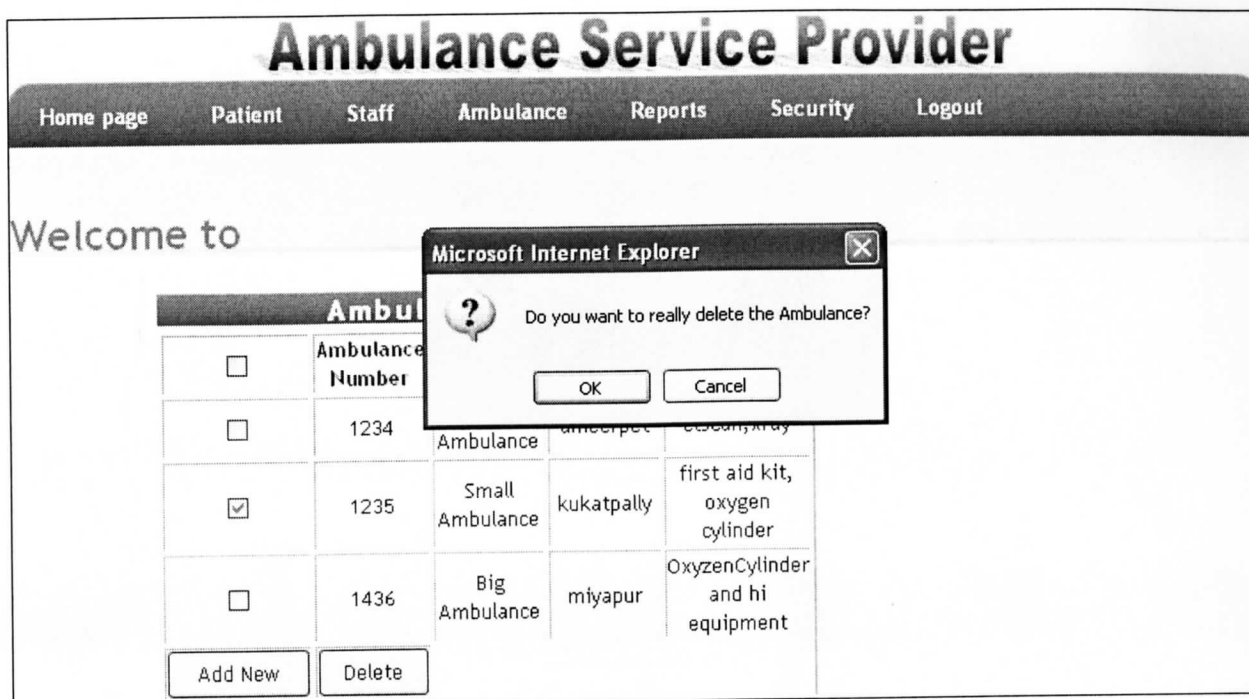 Ambulance Service Provider
Home page Patient Staff Ambulance Reports Security Logout
Welcome to
Microsoft Internet Explorer
Do you want to really delete the Ambulance?
OK Cancel
Ambul
Ambulance
Number
1234 Ambulance ameerpet
1235 Small Ambulance kukatpally first aid kit, oxygen cylinder
1436 Big Ambulance miyapur OxyzenCylinder and hi equipment
Add New Delete